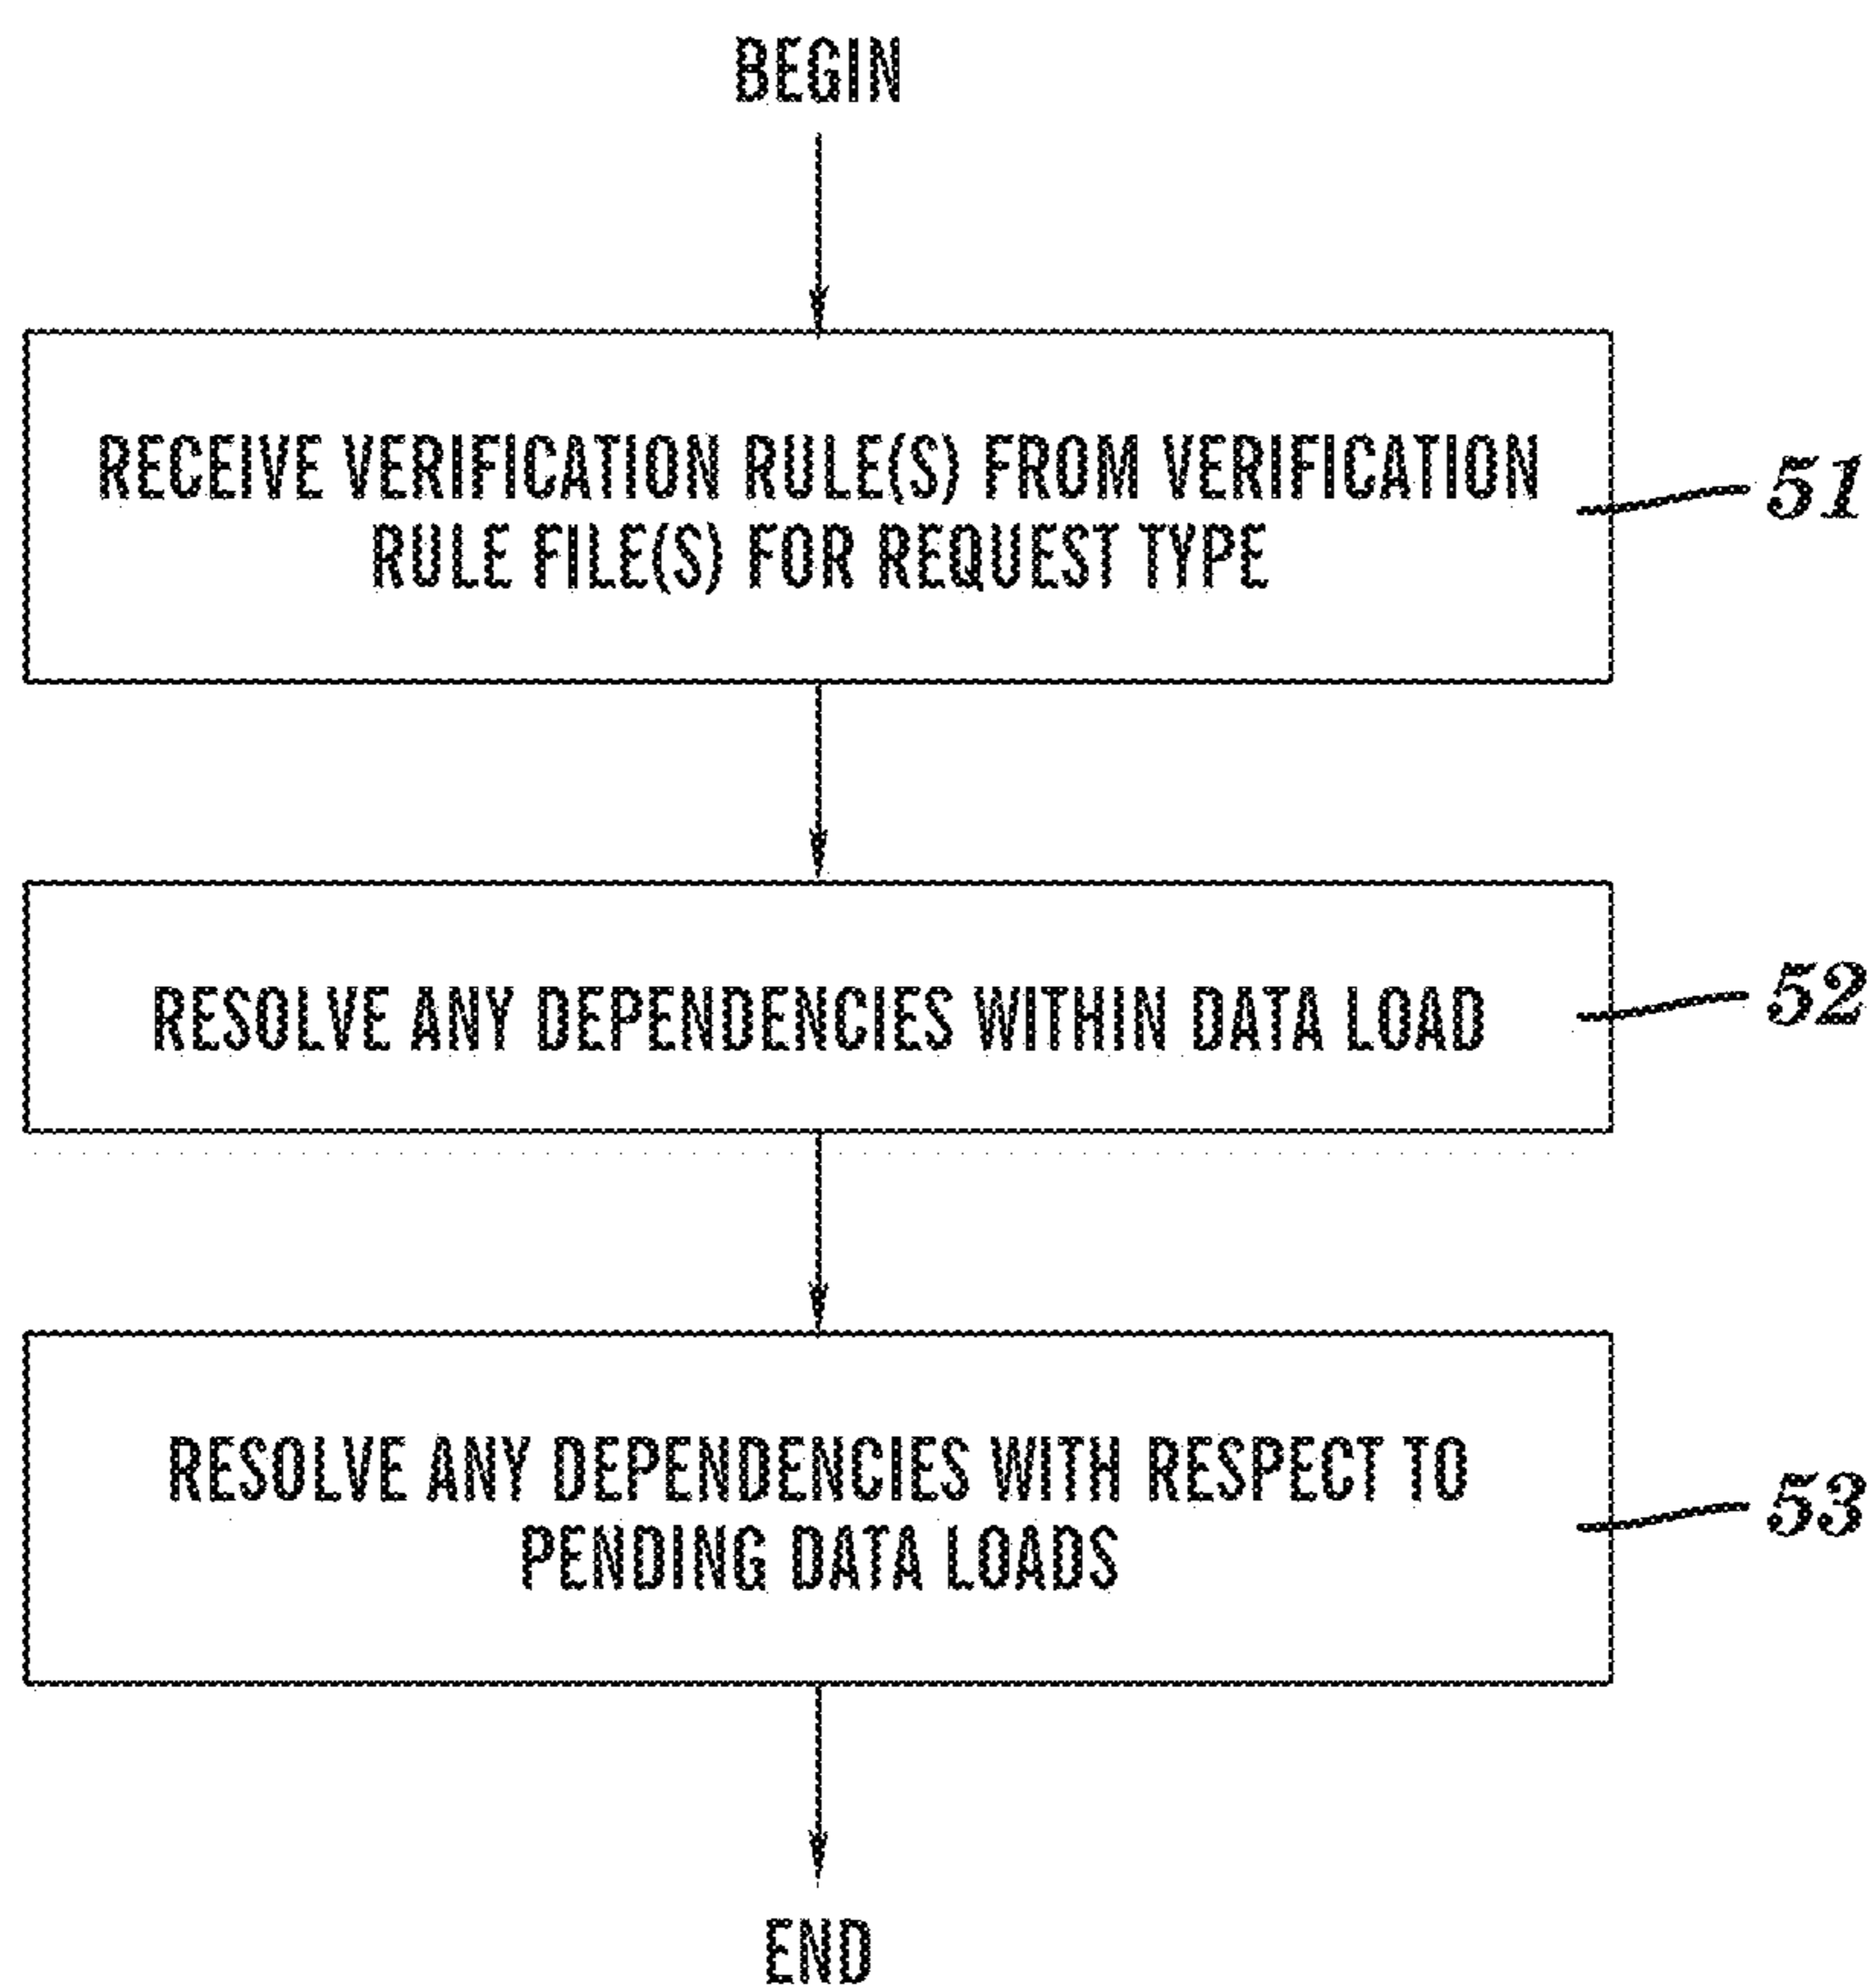 BEGIN
RECEIVE VERIFICATION RULE(S) FROM VERIFICATION
RULE FILE(S) FOR REQUEST TYPE
51
RESOLVE ANY DEPENDENCIES WITHIN DATA LOAD
52
RESOLVE ANY DEPENDENCIES WITH RESPECT TO
PENDING DATA LOADS
53
END